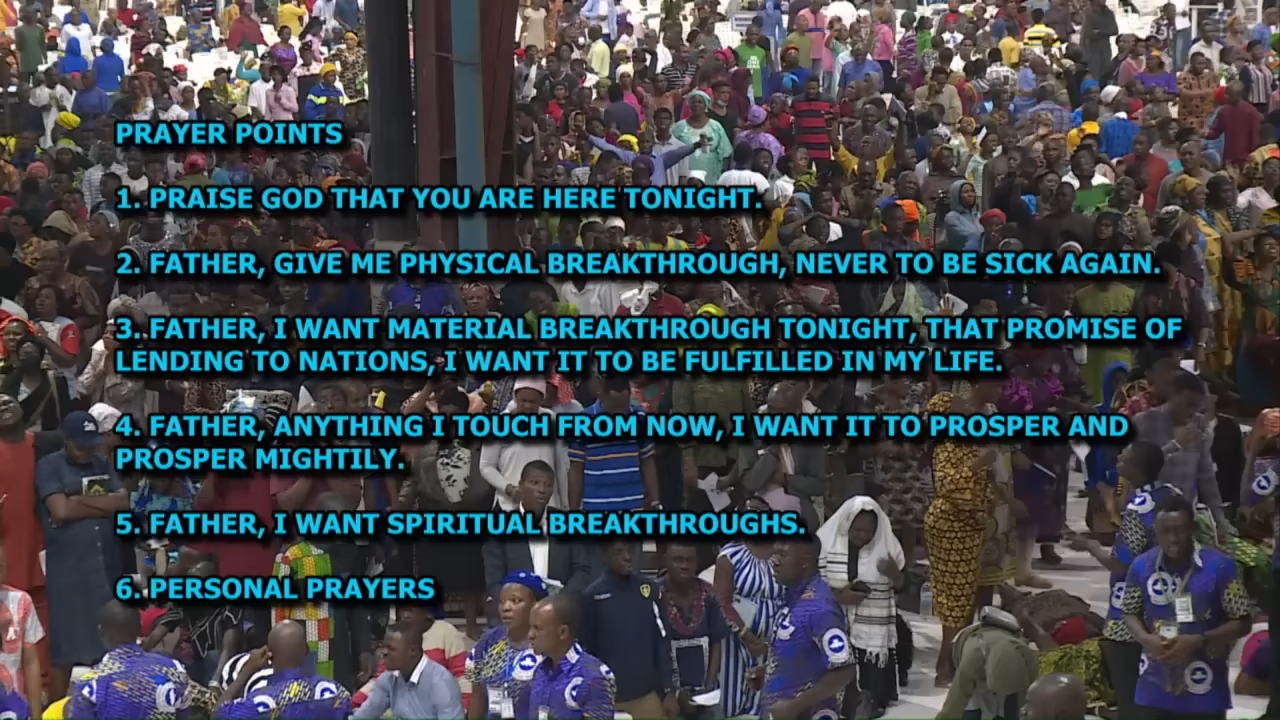 PRAYER POINTS
1. PRAISE GOD THAT YOU ARE HERE TONIGHT.
2. FATHER, GIVE ME PHYSICAL BREAKTHROUGH, NEVER TO BE SICK AGAIN.
3. FATHER, I WANT MATERIAL BREAKTHROUGH TONIGHT, THAT PROMISE OF
LENDING TO NATIONS, I WANT IT TO BE FULFILLED IN MY LIFE.
4. FATHER, ANYTHING I TOUCH FROM NOW, I WANT IT TO PROSPER AND
PROSPER MIGHTILY.
5. FATHER, I WANT SPIRITUAL BREAKTHROUGHS.
6. PERSONAL PRAYERS